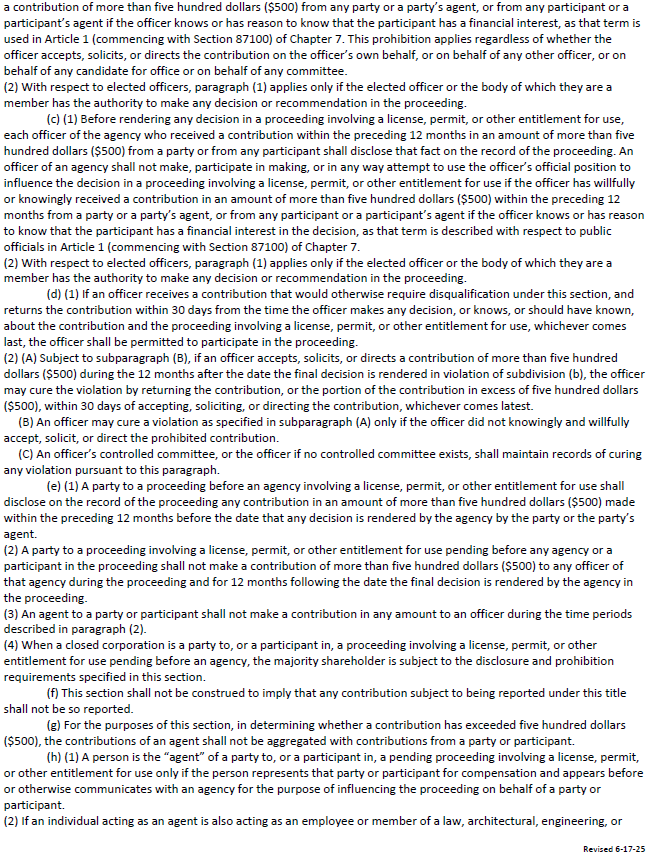 a contribution of more than five hundred dollars ($500) from any party or a party's agent, or from any participant or a
participant's agent if the officer knows or has reason to know that the participant has a financial interest, as that term is
used in Article 1 (commencing with Section 87100) of Chapter 7. This prohibition applies regardless of whether the
officer accepts, solicits, or directs the contribution on the officer's own behalf, or on behalf of any other officer, or on
behalf of any candidate for office or on behalf of any committee.
(2) With respect to elected officers, paragraph (1) applies only if the elected officer or the body of which they are a
member has the authority to make any decision or recommendation in the proceeding.
(c) (1) Before rendering any decision in a proceeding involving a license, permit, or other entitlement for use,
each officer of the agency who received a contribution within the preceding 12 months in an amount of more than five
hundred dollars ($500) from a party or from any participant shall disclose that fact on the record of the proceeding. An
officer of an agency shall not make, participate in making, or in any way attempt to use the officer's official position to
influence the decision in a proceeding involving a license, permit, or other entitlement for use if the officer has willfully
or knowingly received a contribution in an amount of more than five hundred dollars ($500) within the preceding 12
months from a party or a party's agent, or from any participant or a participant's agent if the officer knows or has reason
to know that the participant has a financial interest in the decision, as that term is described with respect to public
officials in Article 1 (commencing with Section 87100) of Chapter 7.
(2) With respect to elected officers, paragraph (1) applies only if the elected officer or the body of which they are a
member has the authority to make any decision or recommendation in the proceeding.
(d) (1) If an officer receives a contribution that would otherwise require disqualification under this section, and
returns the contribution within 30 days from the time the officer makes any decision, or knows, or should have known,
about the contribution and the proceeding involving a license, permit, or other entitlement for use, whichever comes
last, the officer shall be permitted to participate in the proceeding.
(2) (A) Subject to subparagraph (B), if an officer accepts, solicits, or directs a contribution of more than five hundred
dollars ($500) during the 12 months after the date the final decision is rendered in violation of subdivision (b), the officer
may cure the violation by returning the contribution, or the portion of the contribution in excess of five hundred dollars
($500), within 30 days of accepting, soliciting, or directing the contribution, whichever comes latest.
(B) An officer may cure a violation as specified in subparagraph (A) only if the officer did not knowingly and willfully
accept, solicit, or direct the prohibited contribution.
(C) An officer's controlled committee, or the officer if no controlled committee exists, shall maintain records of curing
any violation pursuant to this paragraph.
(e) (1) A party to a proceeding before an agency involving a license, permit, or other entitlement for use shall
disclose on the record of the proceeding any contribution in an amount of more than five hundred dollars ($500) made
within the preceding 12 months before the date that any decision is rendered by the agency by the party or the party's
agent.
(2) A party to a proceeding involving a license, permit, or other entitlement for use pending before any agency or a
participant in the proceeding shall not make a contribution of more than five hundred dollars ($500) to any officer of
that agency during the proceeding and for 12 months following the date the final decision is rendered by the agency in
the proceeding.
(3) An agent to a party or participant shall not make a contribution in any amount to an officer during the time periods
described in paragraph (2).
(4) When a closed corporation is a party to, or a participant in, a proceeding involving a license, permit, or other
entitlement for use pending before an agency, the majority shareholder is subject to the disclosure and prohibition
requirements specified in this section.
(f) This section shall not be construed to imply that any contribution subject to being reported under this title
shall not be so reported.
(g) For the purposes of this section, in determining whether a contribution has exceeded five hundred dollars
($500), the contributions of an agent shall not be aggregated with contributions from a party or participant.
(h) (1) A person is the “agent” of a party to, or a participant in, a pending proceeding involving a license, permit,
or other entitlement for use only if the person represents that party or participant for compensation and appears before
or otherwise communicates with an agency for the purpose of influencing the proceeding on behalf of a party or
participant.
(2) If an individual acting as an agent is also acting as an employee or member of a law, architectural, engineering, or
Revised 6-17-25